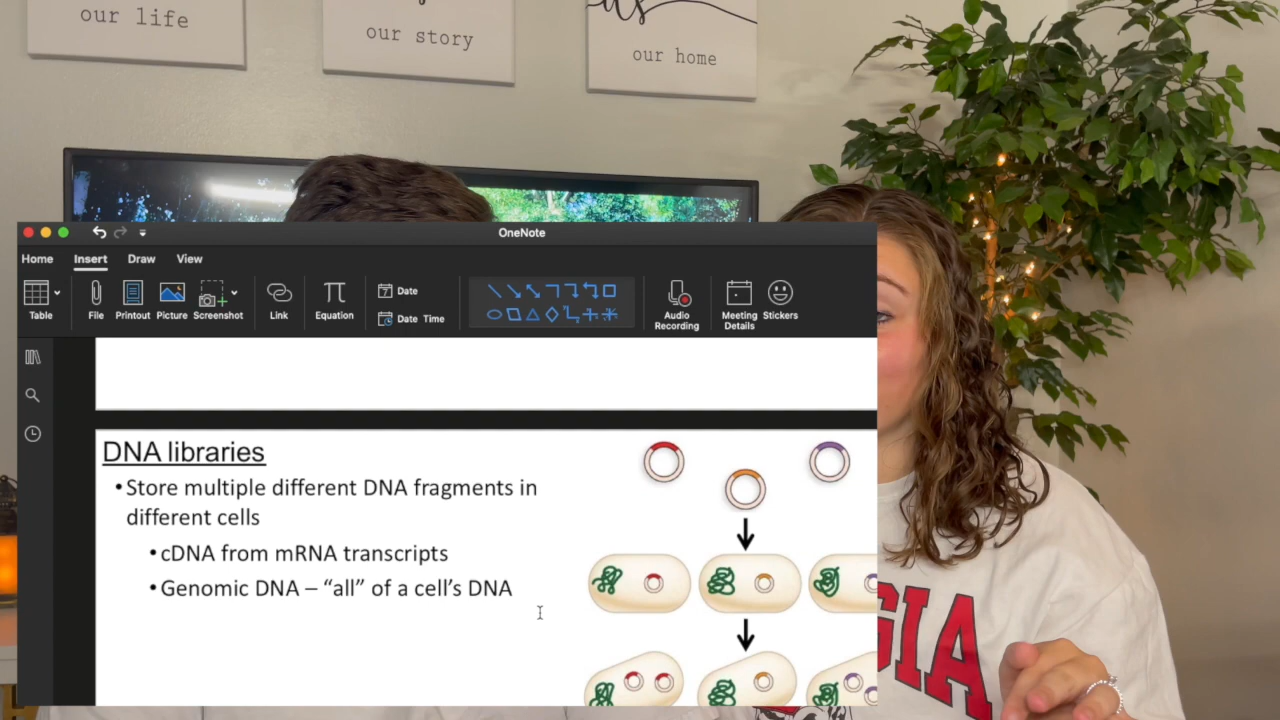 our life
our story
us
our home
OneNote
Home Insert Draw View
Table File Printout Picture Screenshot Link Equation Date Date Time Audio Recording Meeting Details Stickers
DNA libraries
•Store multiple different DNA fragments in
different cells
•cDNA from mRNA transcripts
•Genomic DNA – “all” of a cell’s DNA
GIA